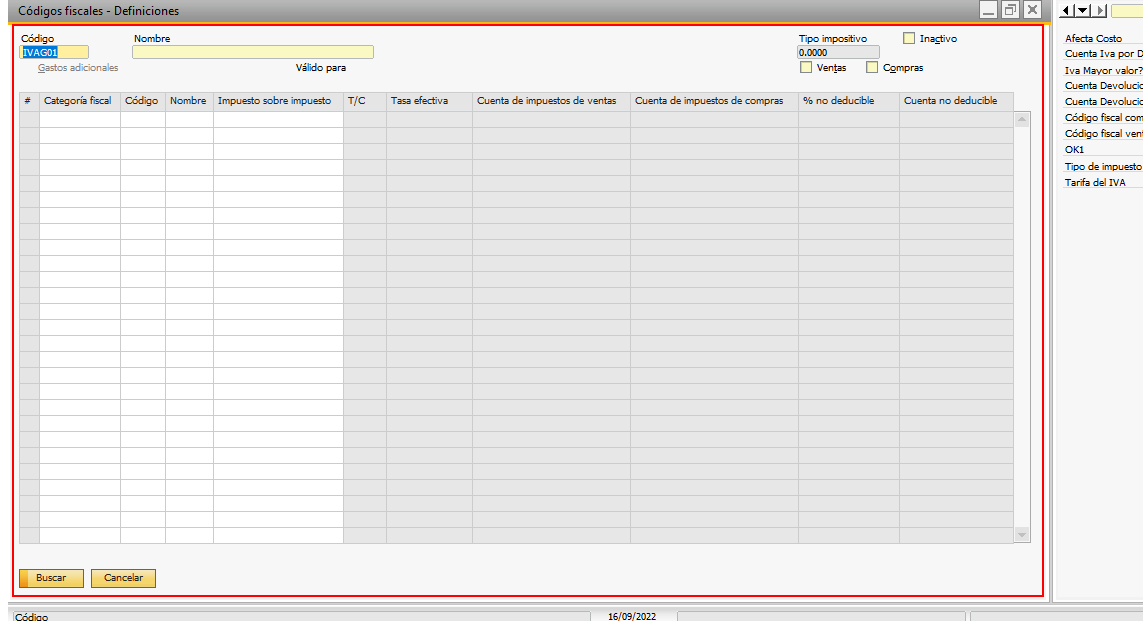 Códigos fiscales - Definiciones
Código Nombre Tipo impositivo Inactivo
IVAG01 0.0000
Gastos adicionales Válido para Ventas Compras
# Categoría fiscal Código Nombre Impuesto sobre impuesto T/C Tasa efectiva Cuenta de impuestos de ventas Cuenta de impuestos de compras % no deducible Cuenta no deducible
Buscar Cancelar
Afecta Costo
Cuenta Iva por D
Iva Mayor valor?
Cuenta Devolucio
Cuenta Devolucio
Código fiscal com
Código fiscal vent
OK1
Tipo de impuesto
Tarifa del IVA
Código 16/09/2022